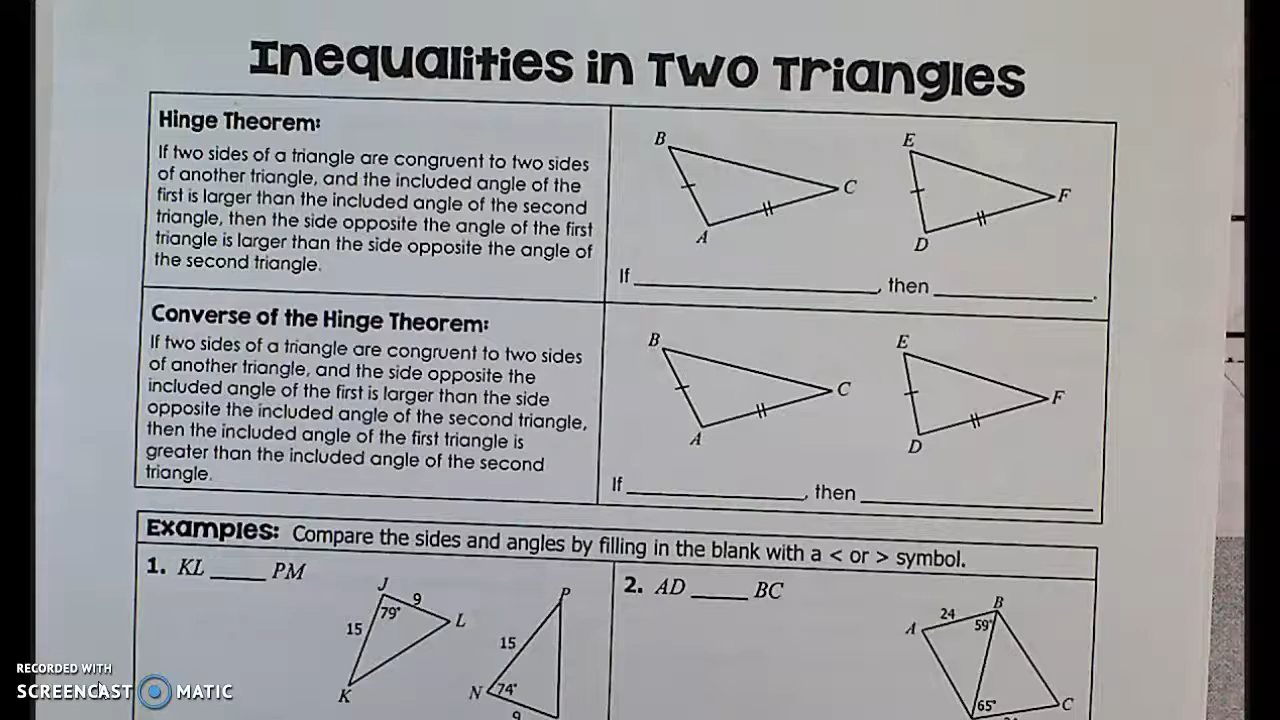 Inequalities in Two Triangles
Hinge Theorem:
If two sides of a triangle are congruent to two sides
of another triangle, and the included angle of the
first is larger than the included angle of the second
triangle, then the side opposite the angle of the first
triangle is larger than the side opposite the angle of
the second triangle.
B
C
A
E
F
D
If ____________________, then ______________.
Converse of the Hinge Theorem:
If two sides of a triangle are congruent to two sides
of another triangle, and the side opposite the
included angle of the first is larger than the side
opposite the included angle of the second triangle,
then the included angle of the first triangle is
greater than the included angle of the second
triangle.
B
C
A
E
F
D
If _______________, then ____________________
Examples: Compare the sides and angles by filling in the blank with a < or > symbol.
1. KL _____ PM
J
9
79°
L
15
K
P
15
N
74°
9
2. AD _____ BC
24
B
A
59°
65°
C
RECORDED WITH
SCREENCAST MATIC